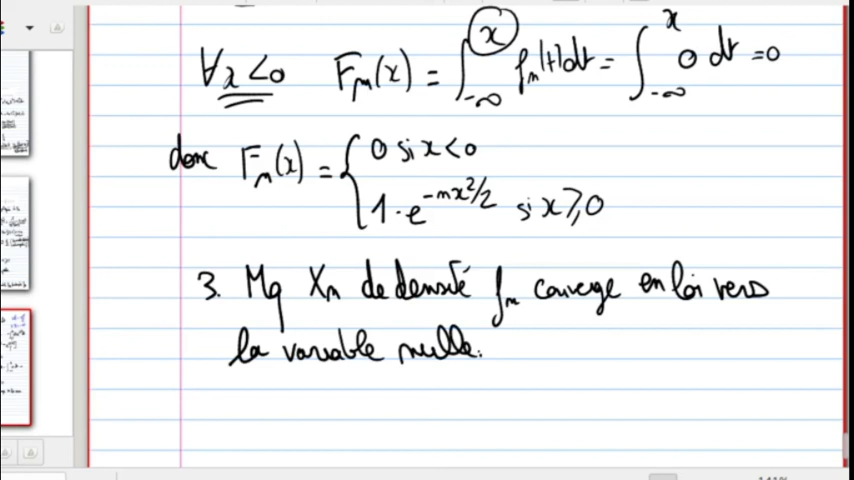 ∀x<0 Fₙ(x) = ∫_{-∞}^{x} fₙ(t)dt = ∫_{-∞}^{x} 0 dt = 0
donc Fₙ(x) = { 0 si x<0
1-e^{-nx²/2} si x⩾0
3. Mq Xₙ de densité fₙ converge en loi vers
la variable nulle.